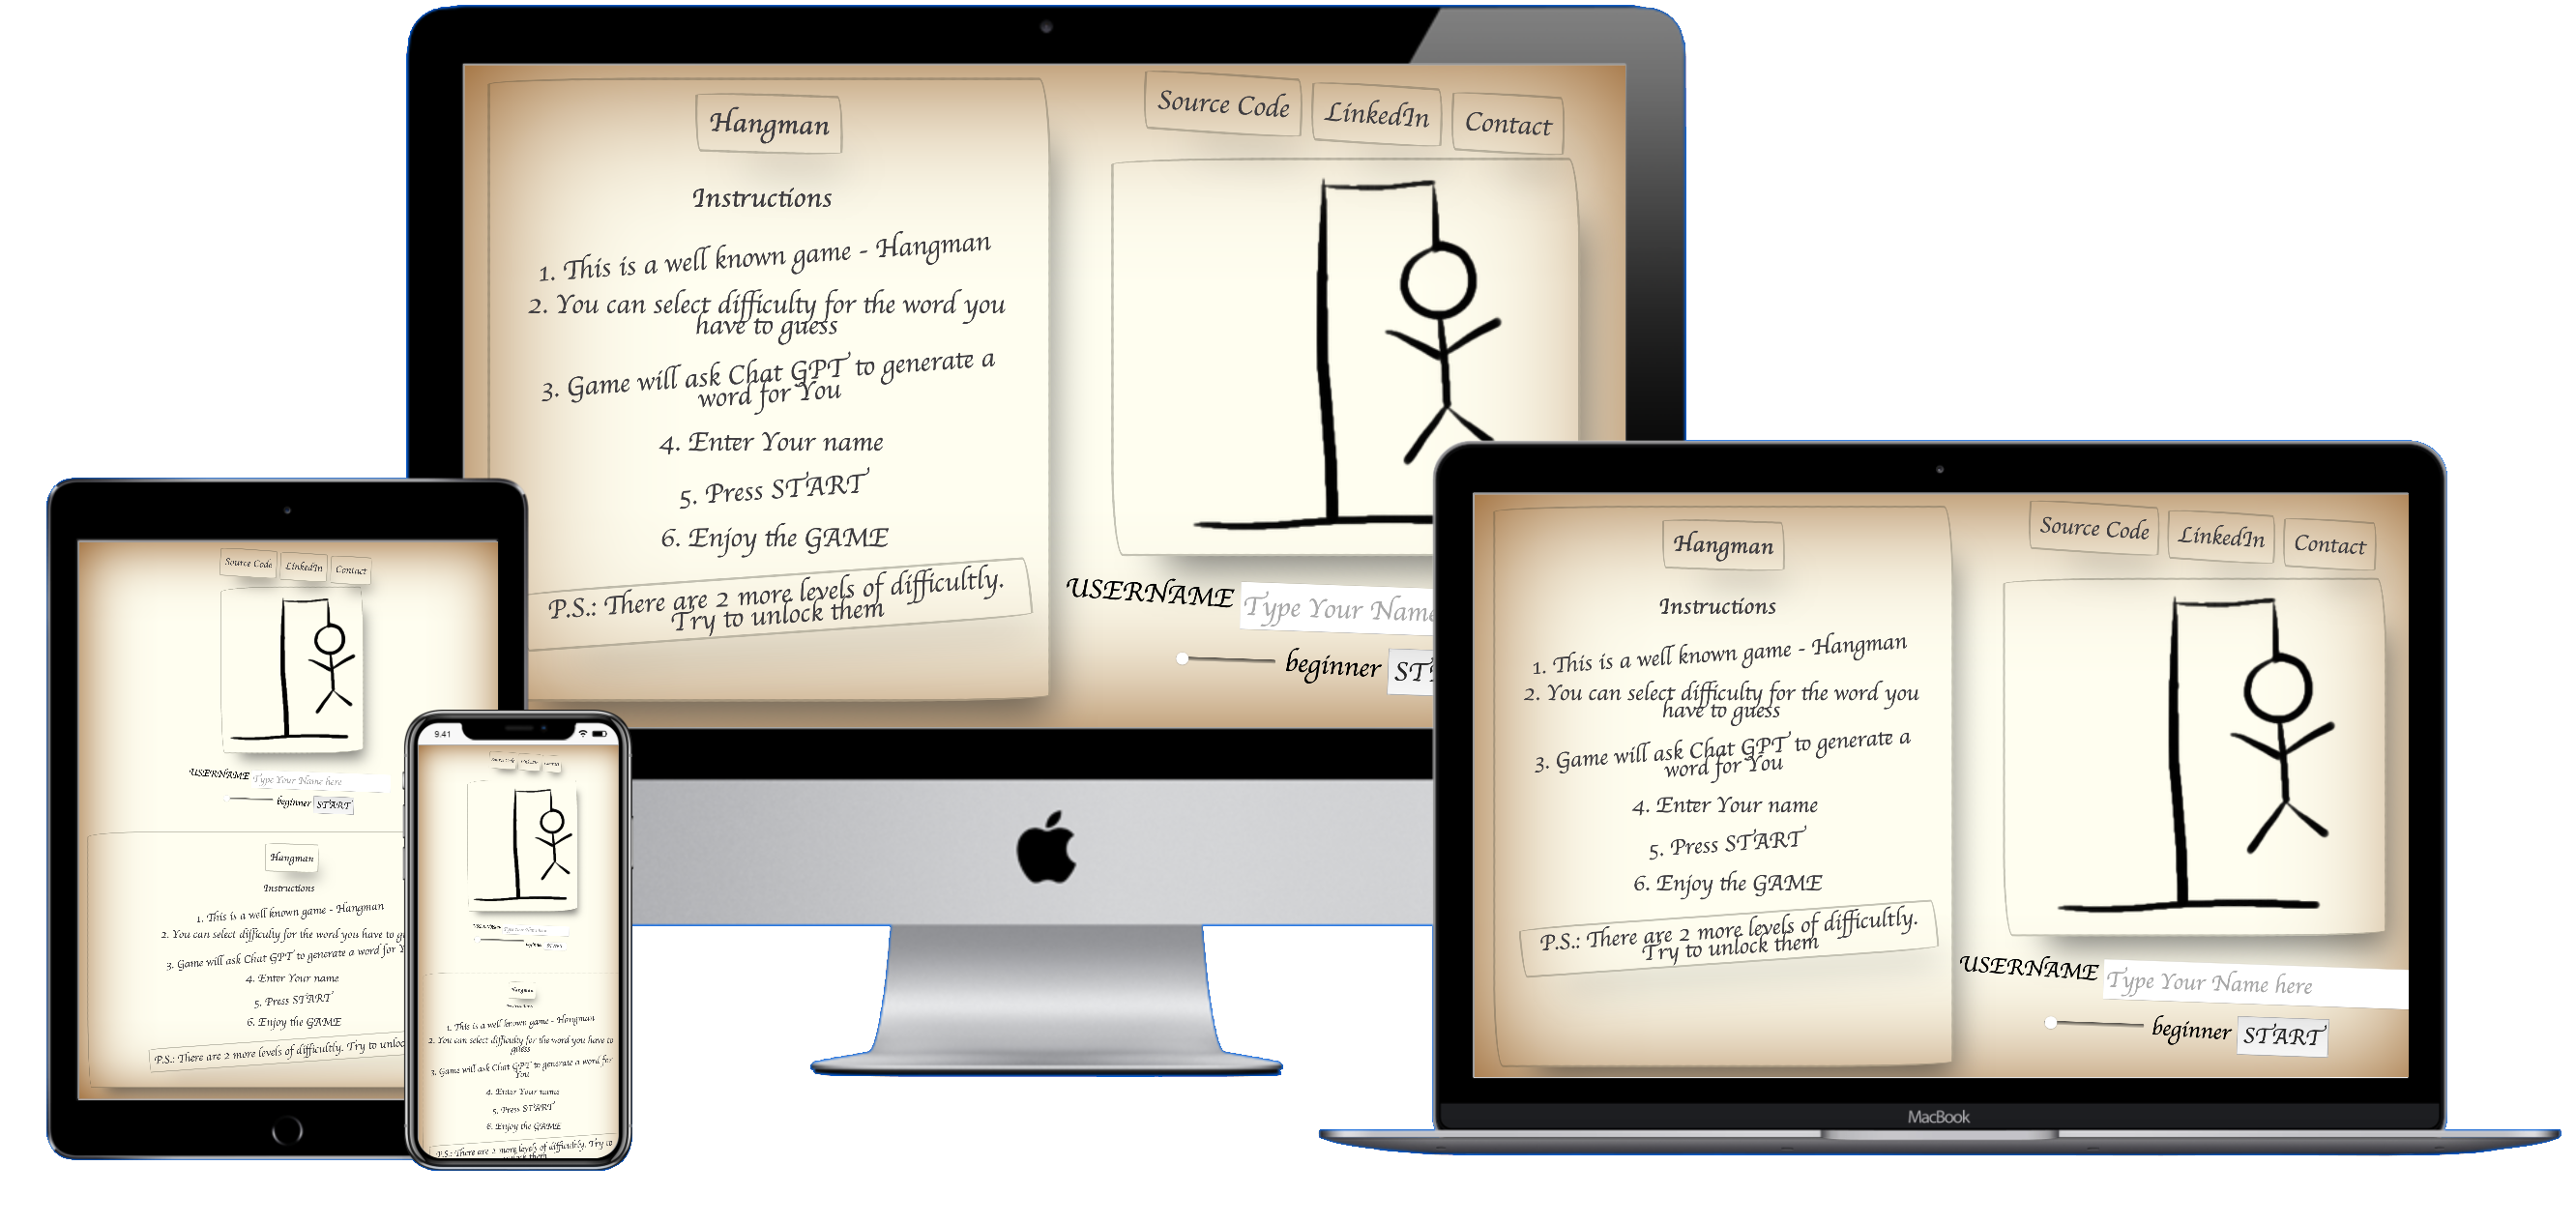 Hangman
Instructions
1. This is a well known game - Hangman
2. You can select difficulty for the word you
have to guess
3. Game will ask Chat GPT to generate a
word for You
4. Enter Your name
5. Press START
6. Enjoy the GAME
P.S.: There are 2 more levels of difficultly.
Try to unlock them
Source Code LinkedIn Contact
USERNAME Type Your Name
beginner
Source Code LinkedIn Contact
USERNAME Type Your Name here
beginner START
Hangman
Instructions
1. This is a well known game - Hangman
2. You can select difficulty for the word you have to
3. Game will ask Chat GPT to generate a word for
4. Enter Your name
5. Press START
6. Enjoy the GAME
P.S.: There are 2 more levels of difficultly. Try to
9:41
Hangman
1. This is a well known game - Hangman
2. You can select difficulty for the word you have to
guess
3. Game will ask Chat GPT to generate a word for
You
4. Enter Your name
5. Press START
6. Enjoy the GAME
P.S.: There are 2 more levels of difficultly. Try to
unlock them
Hangman
Instructions
1. This is a well known game - Hangman
2. You can select difficulty for the word you
have to guess
3. Game will ask Chat GPT to generate a
word for You
4. Enter Your name
5. Press START
6. Enjoy the GAME
P.S.: There are 2 more levels of difficultly.
Try to unlock them
Source Code LinkedIn Contact
USERNAME Type Your Name here
beginner START
MacBook